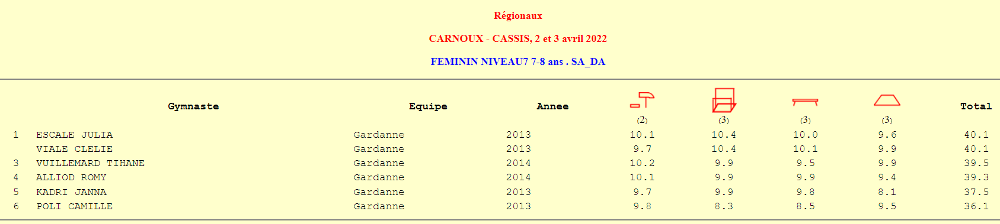 Régionaux
CARNOUX - CASSIS, 2 et 3 avril 2022
FEMININ NIVEAU7 7-8 ans . SA_DA
Gymnaste Equipe Annee Total
(2) (3) (3) (3)
1 ESCALE JULIA Gardanne 2013 10.1 10.4 10.0 9.6 40.1
VIALE CLELIE Gardanne 2013 9.7 10.4 10.1 9.9 40.1
3 VUILLEMARD TIHANE Gardanne 2014 10.2 9.9 9.5 9.9 39.5
4 ALLIOD ROMY Gardanne 2014 10.1 9.9 9.9 9.4 39.3
5 KADRI JANNA Gardanne 2013 9.7 9.9 9.8 8.1 37.5
6 POLI CAMILLE Gardanne 2013 9.8 8.3 8.5 9.5 36.1